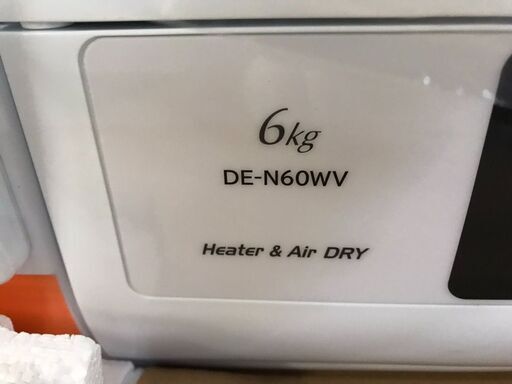 6kg
DE-N60WV
Heater & Air DRY